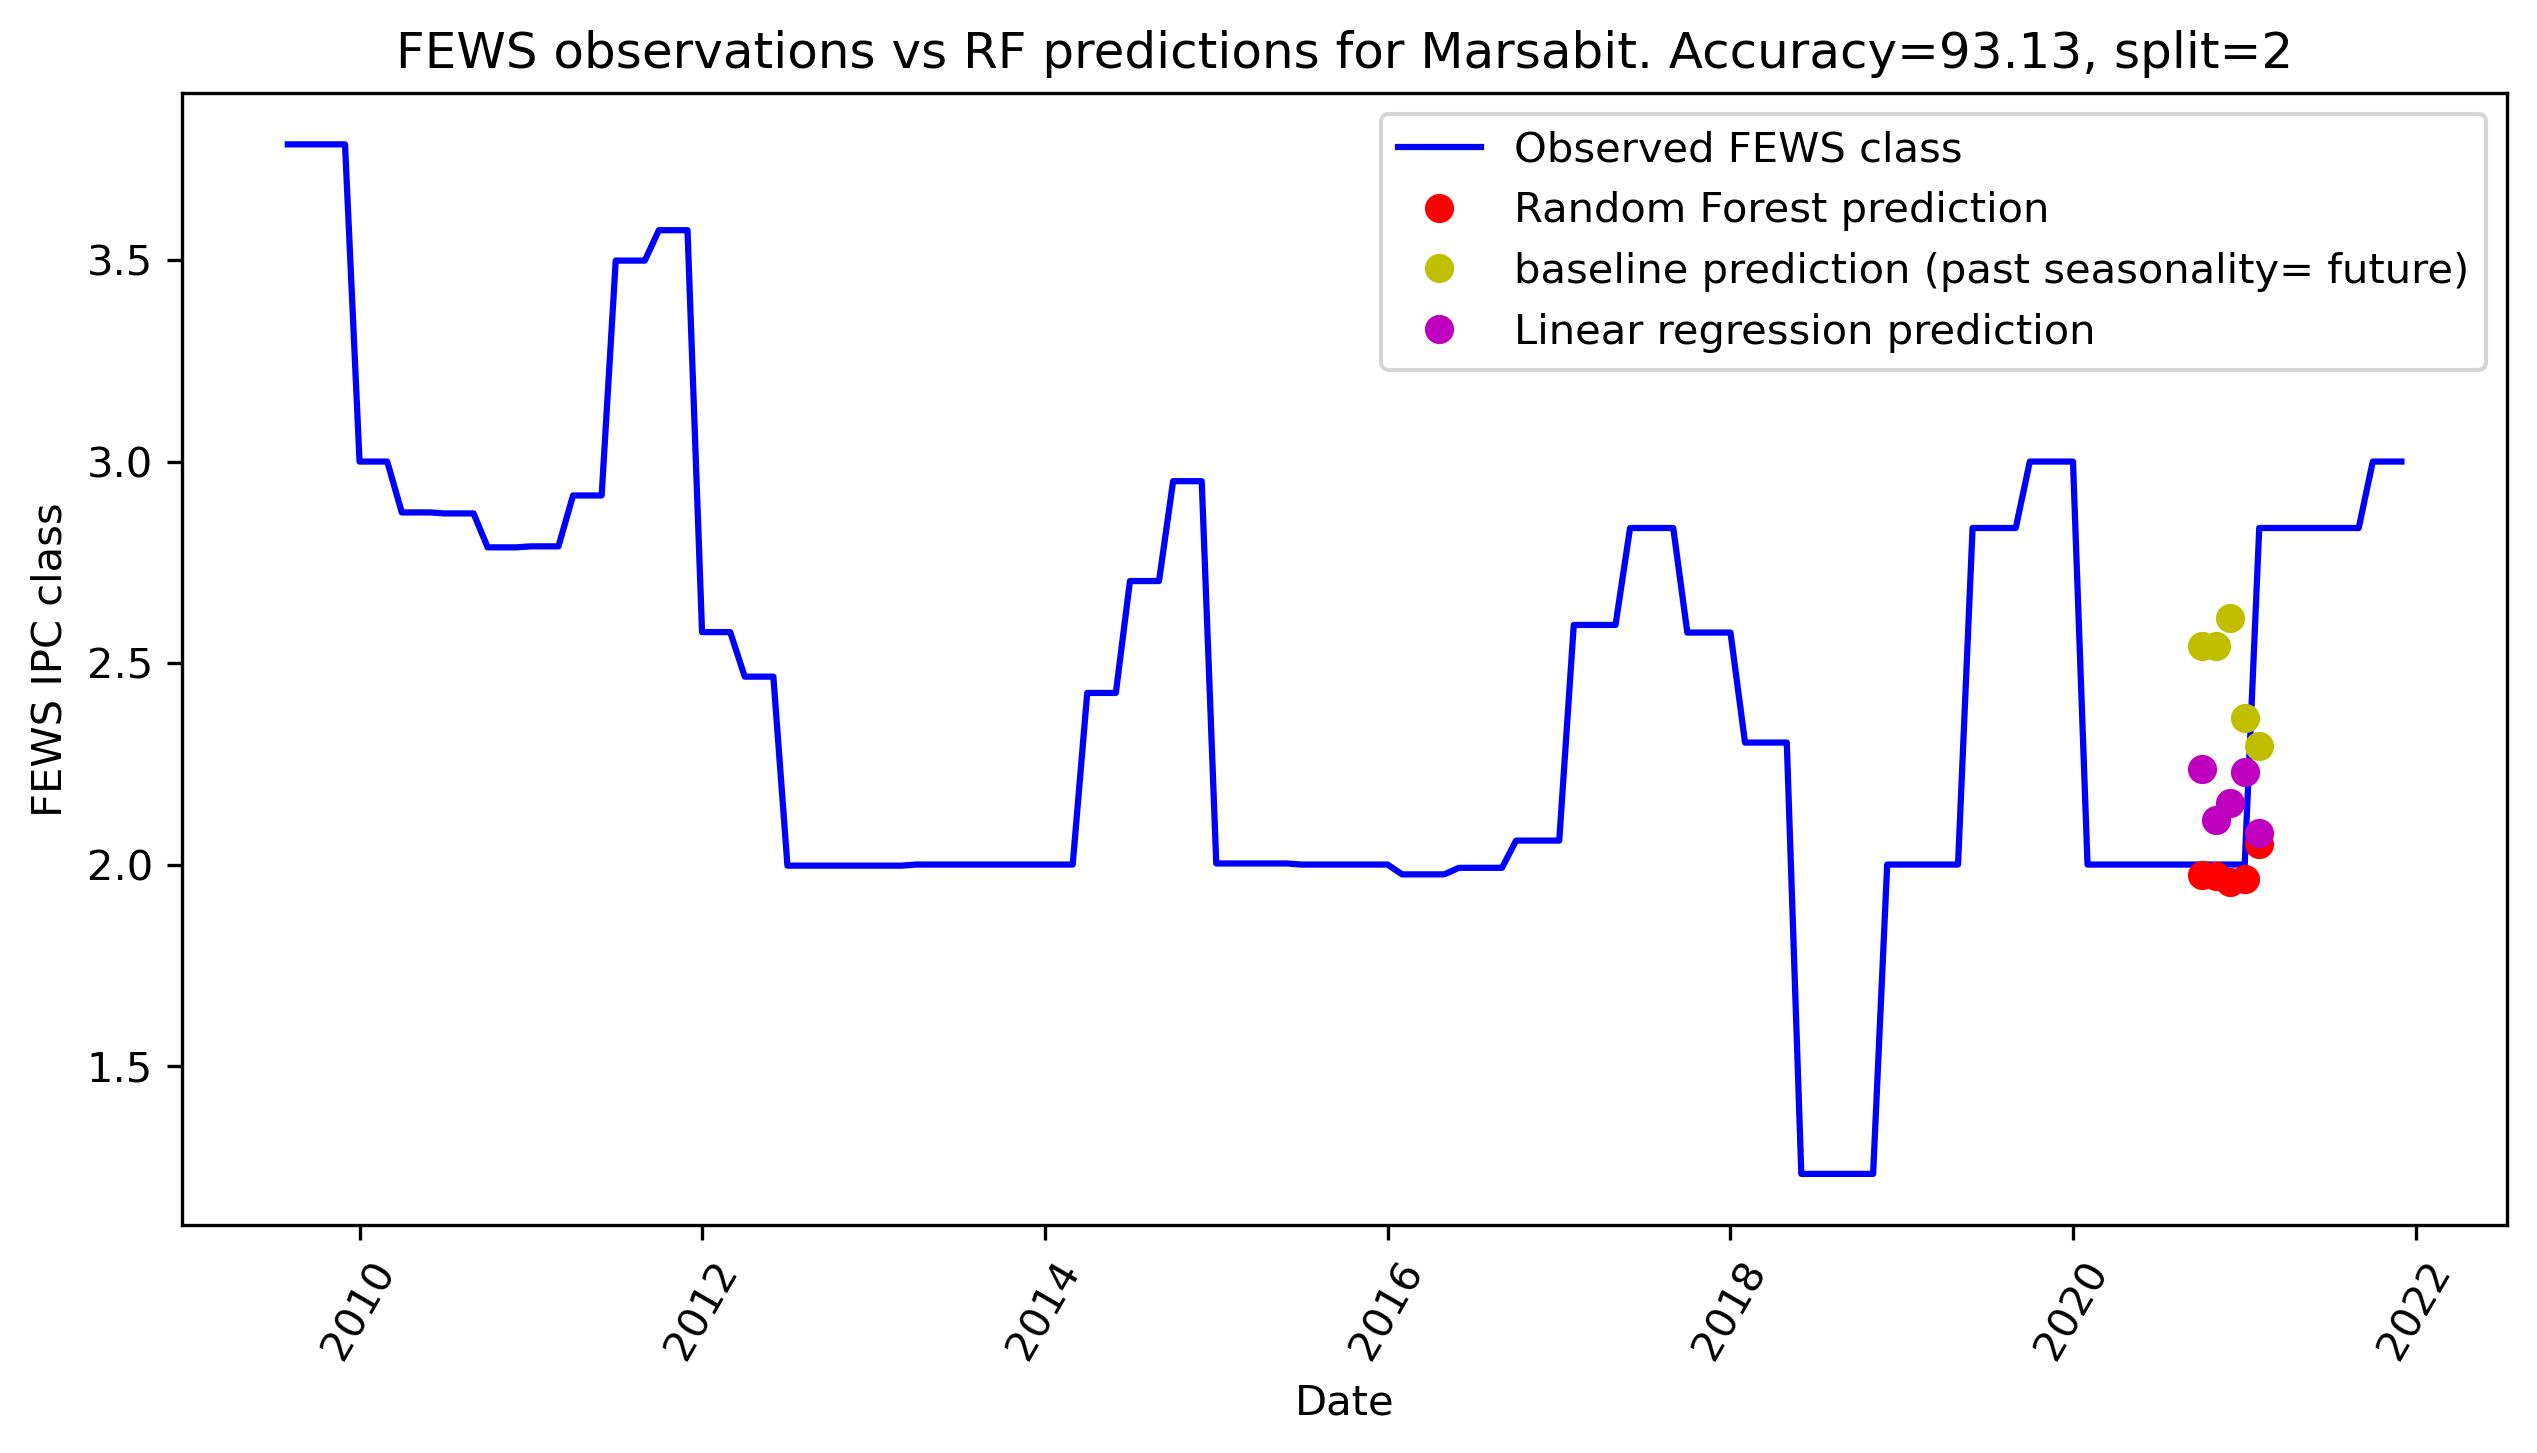 FEWS observations vs RF predictions for Marsabit. Accuracy=93.13, split=2
Observed FEWS class
Random Forest prediction
baseline prediction (past seasonality= future)
Linear regression prediction
FEWS IPC class
3.5
3.0
2.5
2.0
1.5
2010
2012
2014
2016
2018
2020
2022
Date